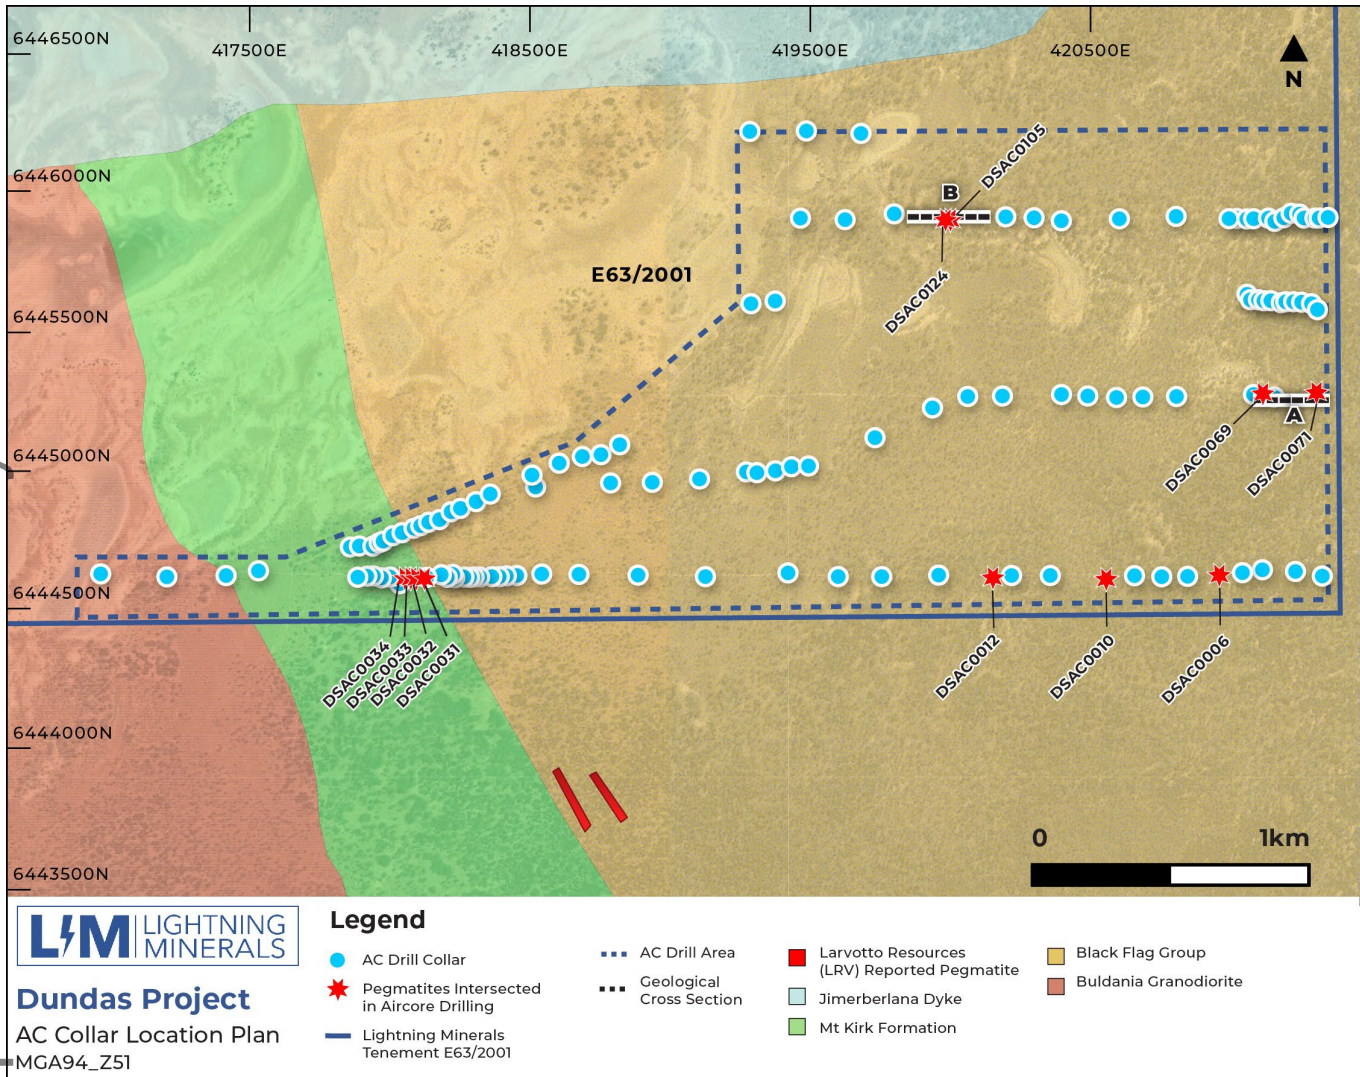 6446500N
417500E
418500E
419500E
420500E
N
DSAC0105
6446000N
B
E63/2001
DSAC0124
6445500N
A
DSAC0069
DSAC0071
6445000N
6444500N
DSAC0034
DSAC0033
DSAC0032
DSAC0031
DSAC0012
DSAC0010
DSAC0006
6444000N
0 1km
6443500N
LM LIGHTNING
MINERALS
Dundas Project
AC Collar Location Plan
MGA94_Z51
Legend
AC Drill Collar
Pegmatites Intersected
in Aircore Drilling
Lightning Minerals
Tenement E63/2001
AC Drill Area
Geological
Cross Section
Larvotto Resources
(LRV) Reported Pegmatite
Jimerberlana Dyke
Mt Kirk Formation
Black Flag Group
Buldania Granodiorite